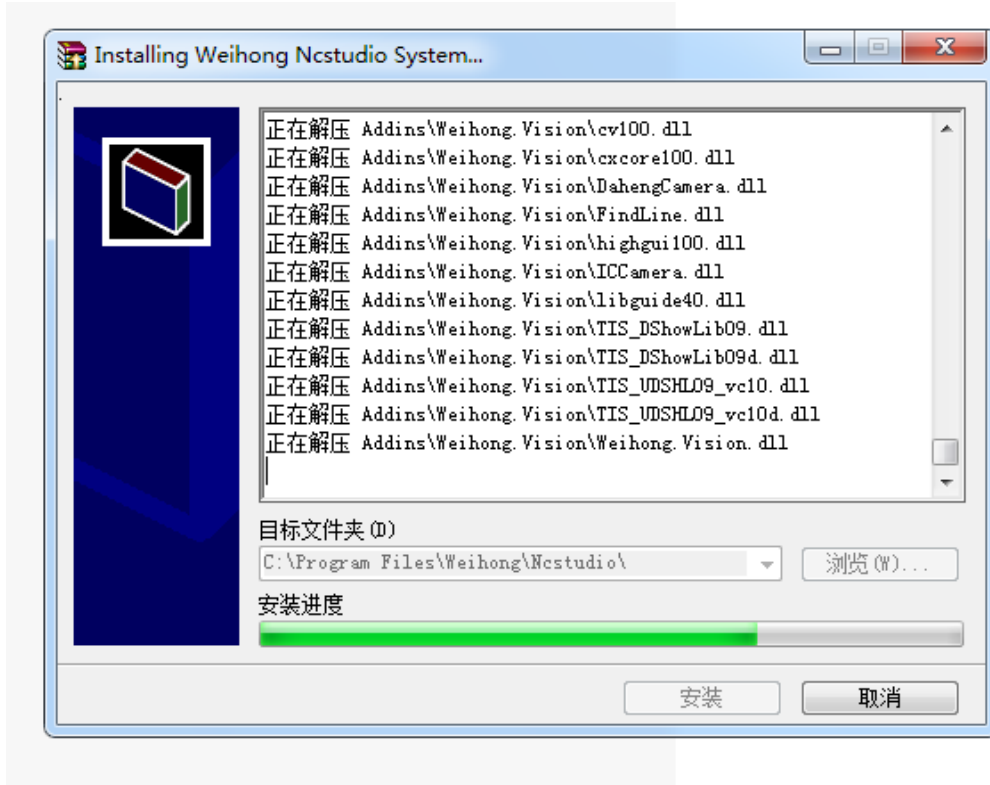 Installing Weihong Ncstudio System...
正在解压 Addins\Weihong.Vision\cv100.dll
正在解压 Addins\Weihong.Vision\cxcore100.dll
正在解压 Addins\Weihong.Vision\DahengCamera.dll
正在解压 Addins\Weihong.Vision\FindLine.dll
正在解压 Addins\Weihong.Vision\highgui100.dll
正在解压 Addins\Weihong.Vision\ICCamera.dll
正在解压 Addins\Weihong.Vision\libguide40.dll
正在解压 Addins\Weihong.Vision\TIS_DShowLib09.dll
正在解压 Addins\Weihong.Vision\TIS_DShowLib09d.dll
正在解压 Addins\Weihong.Vision\TIS_UDSHL09_vc10.dll
正在解压 Addins\Weihong.Vision\TIS_UDSHL09_vc10d.dll
正在解压 Addins\Weihong.Vision\Weihong.Vision.dll
目标文件夹(D)
C:\Program Files\Weihong\Ncstudio\
浏览(W)...
安装进度
安装
取消